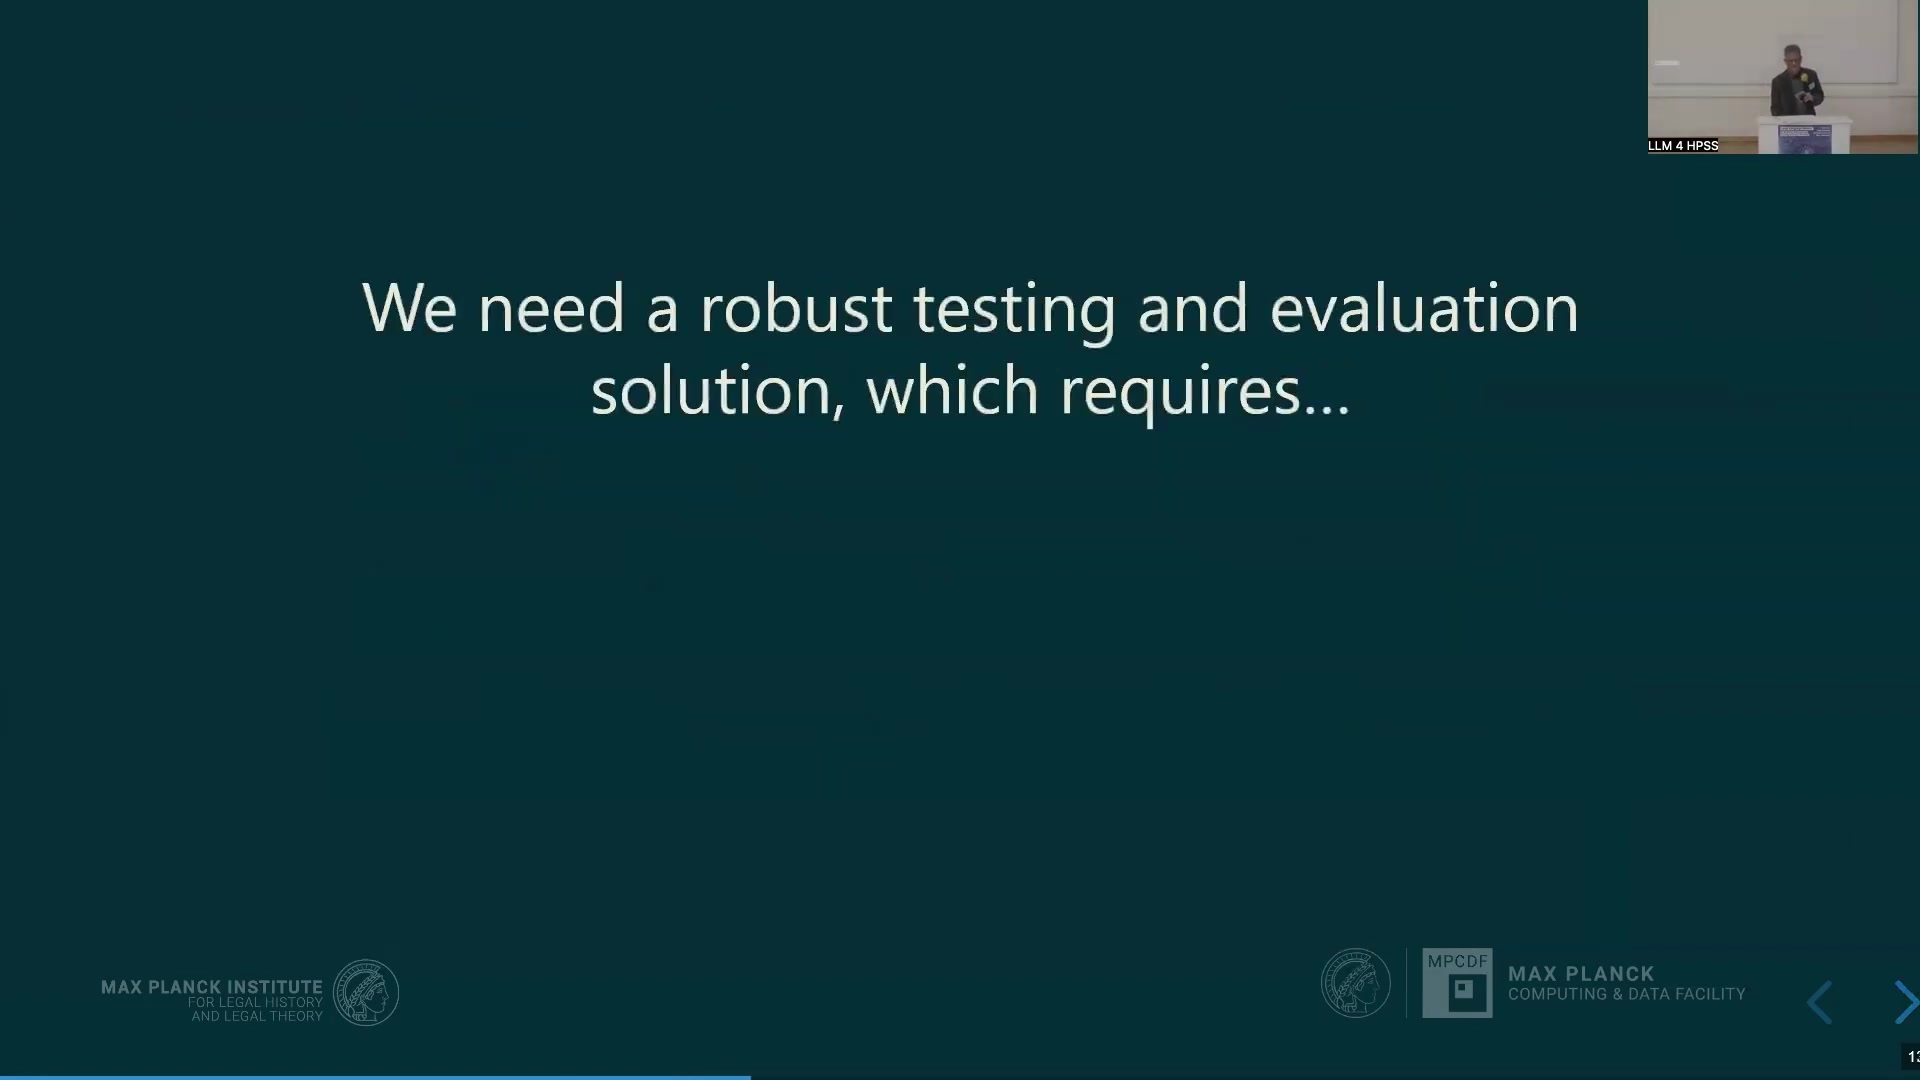 LLM 4 HPSS
We need a robust testing and evaluation
solution, which requires...
MAX PLANCK INSTITUTE
FOR LEGAL HISTORY
AND LEGAL THEORY
MPCDF
MAX PLANCK
COMPUTING & DATA FACILITY